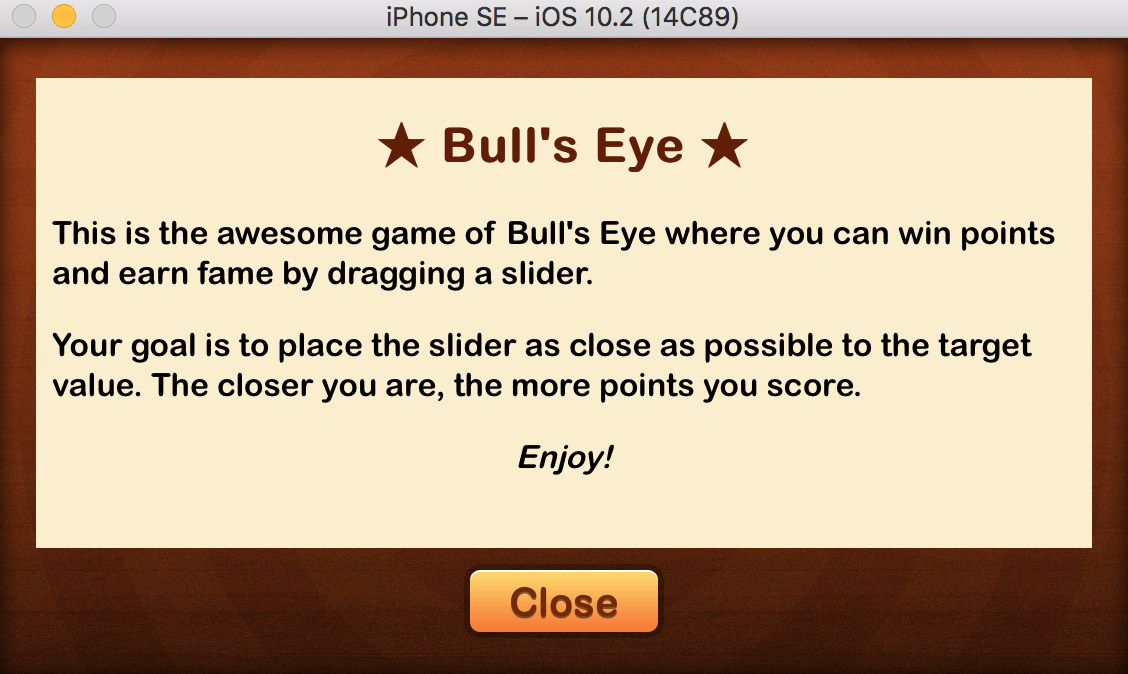 iPhone SE – iOS 10.2 (14C89)
★ Bull's Eye ★
This is the awesome game of Bull's Eye where you can win points
and earn fame by dragging a slider.
Your goal is to place the slider as close as possible to the target
value. The closer you are, the more points you score.
Enjoy!
Close